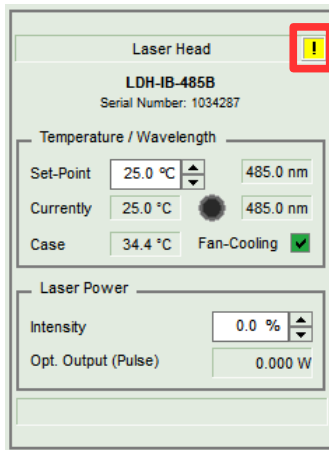 Laser Head !
LDH-IB-485B
Serial Number: 1034287
Temperature / Wavelength
Set-Point 25.0 ºC 485.0 nm
Currently 25.0 °C 485.0 nm
Case 34.4 °C Fan-Cooling
Laser Power
Intensity 0.0 %
Opt. Output (Pulse) 0.000 W